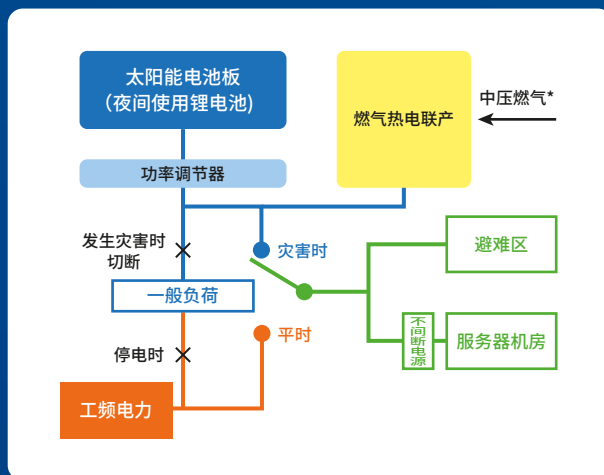 太阳能电池板
（夜间使用锂电池)
燃气热电联产
中压燃气*
功率调节器
发生灾害时
切断
灾害时
避难区
一般负荷
不间断电源
服务器机房
平时
停电时
工频电力